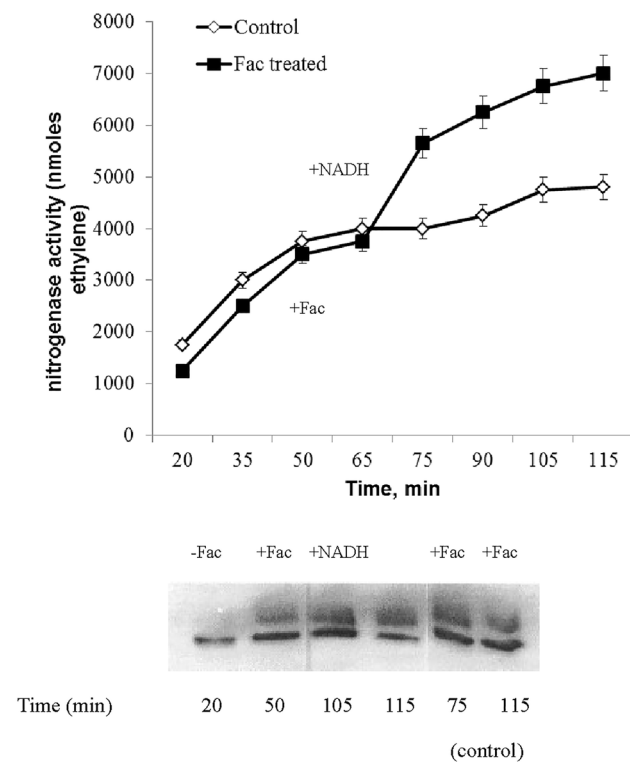 8000
7000
6000
5000
4000
3000
2000
1000
0
nitrogenase activity (nmoles
ethylene)
Control
Fac treated
+NADH
+Fac
20 35 50 65 75 90 105 115
Time, min
-Fac +Fac +NADH +Fac +Fac
Time (min) 20 50 105 115 75 115
(control)